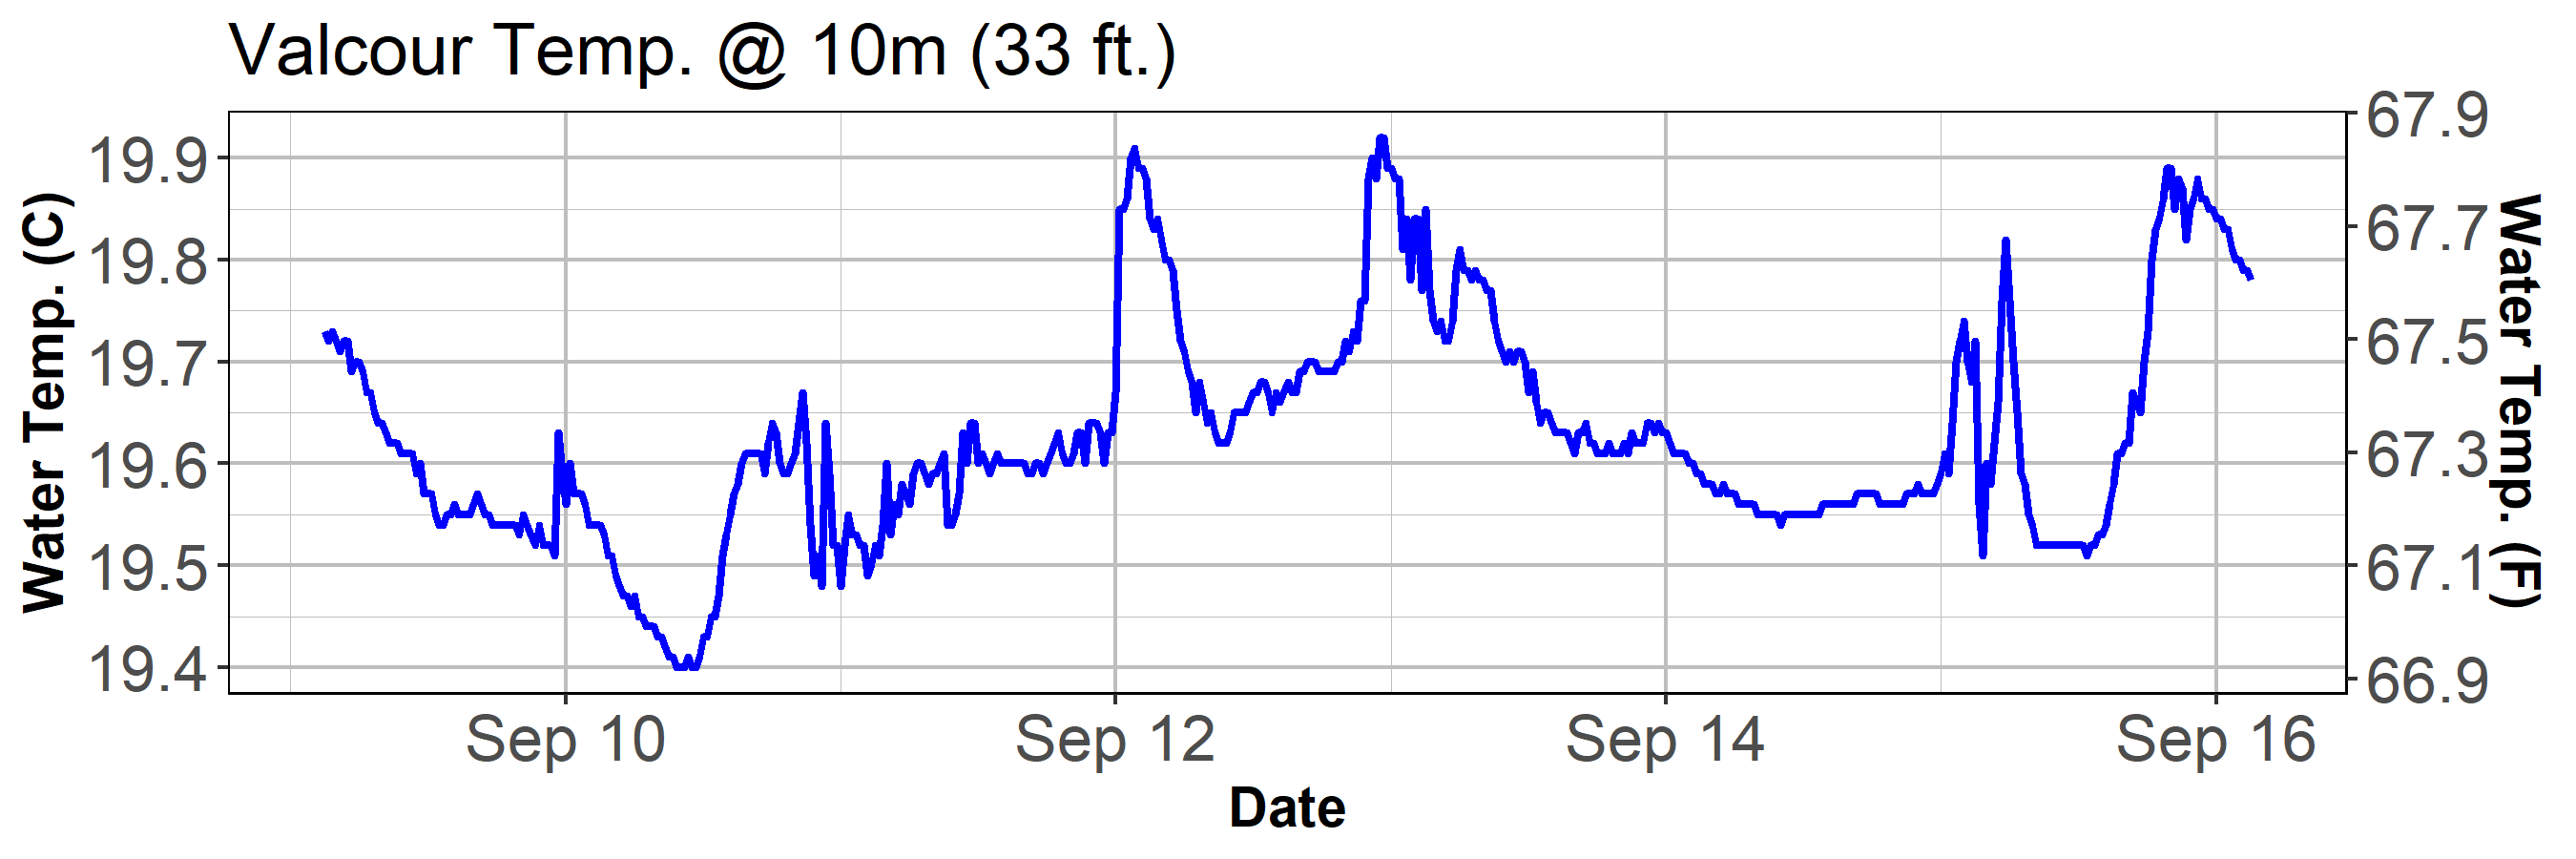 Valcour Temp. @ 10m (33 ft.)
Water Temp. (C)
19.9
19.8
19.7
19.6
19.5
19.4
67.9
67.7
67.5
67.3
67.1
66.9
Water Temp. (F)
Sep 10
Sep 12
Sep 14
Sep 16
Date